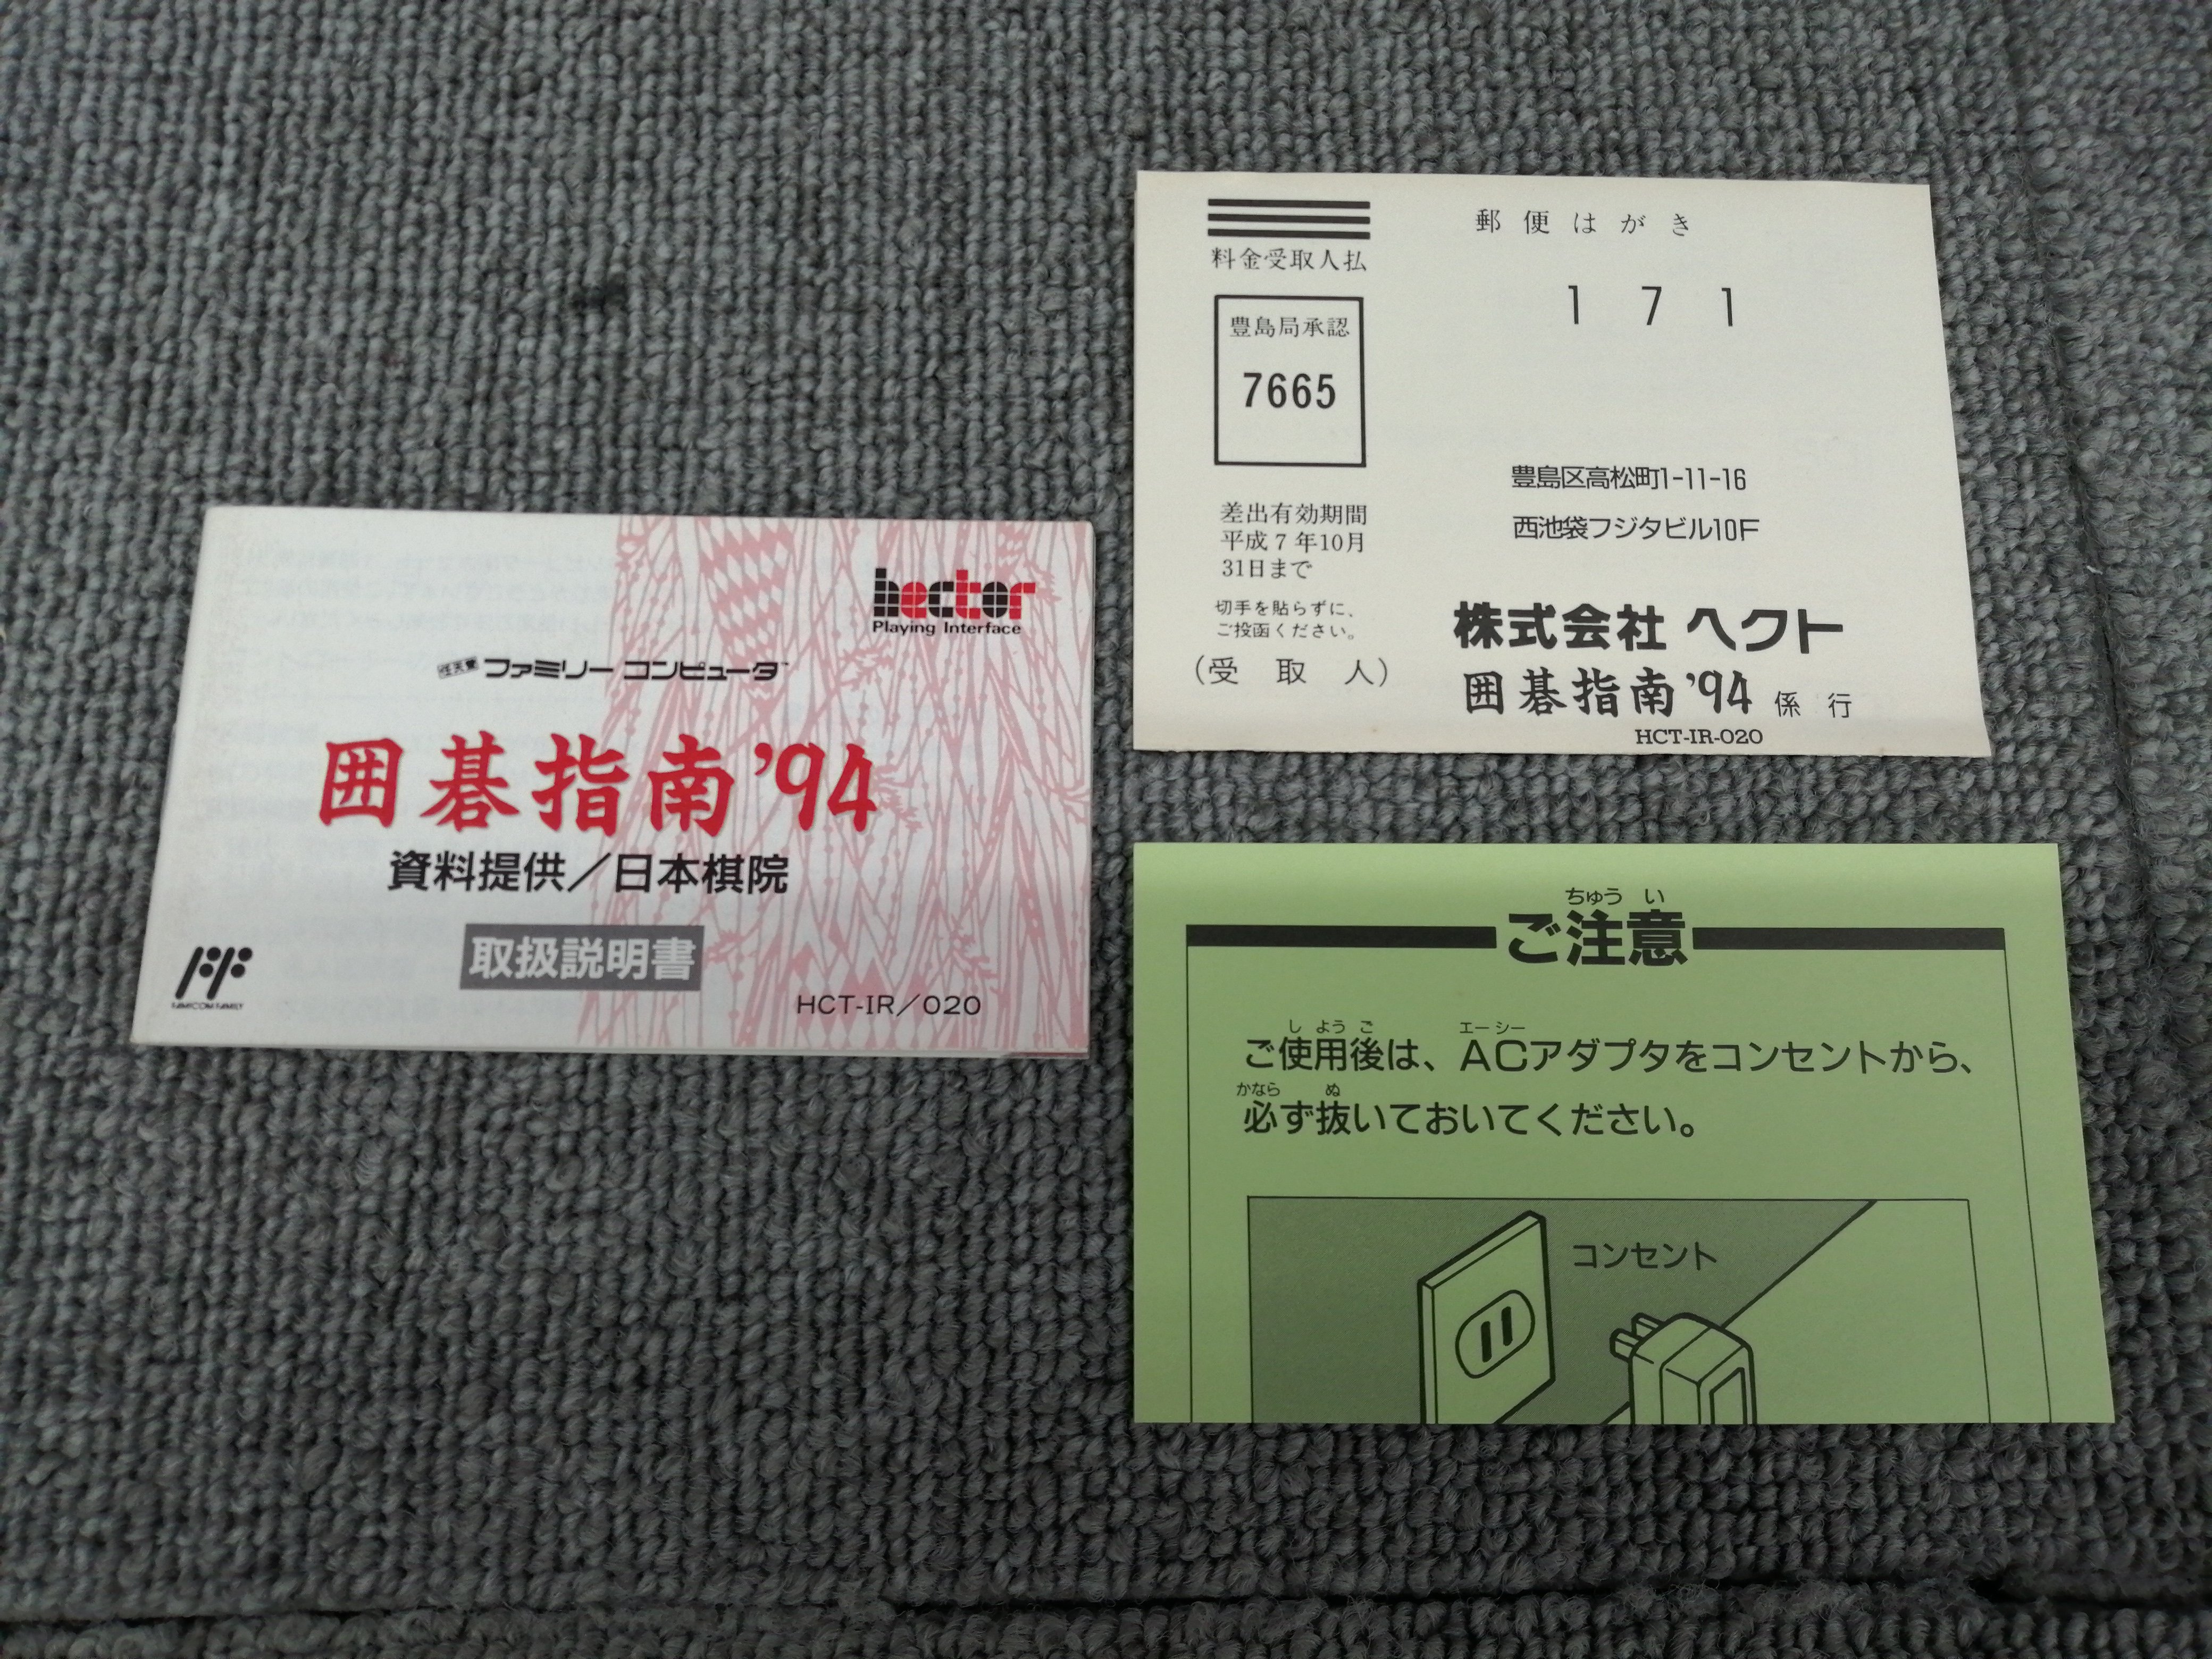 hector
Playing Interface
任天堂 ファミリー コンピュータ™
囲碁指南'94
資料提供／日本棋院
取扱説明書
FAMICOM FAMILY
HCT-IR／020
郵便はがき
料金受取人払
171
豊島局承認
7665
豊島区高松町1-11-16
西池袋フジタビル10F
差出有効期間
平成7年10月
31日まで
切手を貼らずに、
ご投函ください。
株式会社 ヘクト
(受取人)
囲碁指南'94 係行
HCT-IR-020
ちゅう い
ご注意
し よう ご エー シー
ご使用後は、ACアダプタをコンセントから、
かなら ぬ
必ず抜いておいてください。
コンセント